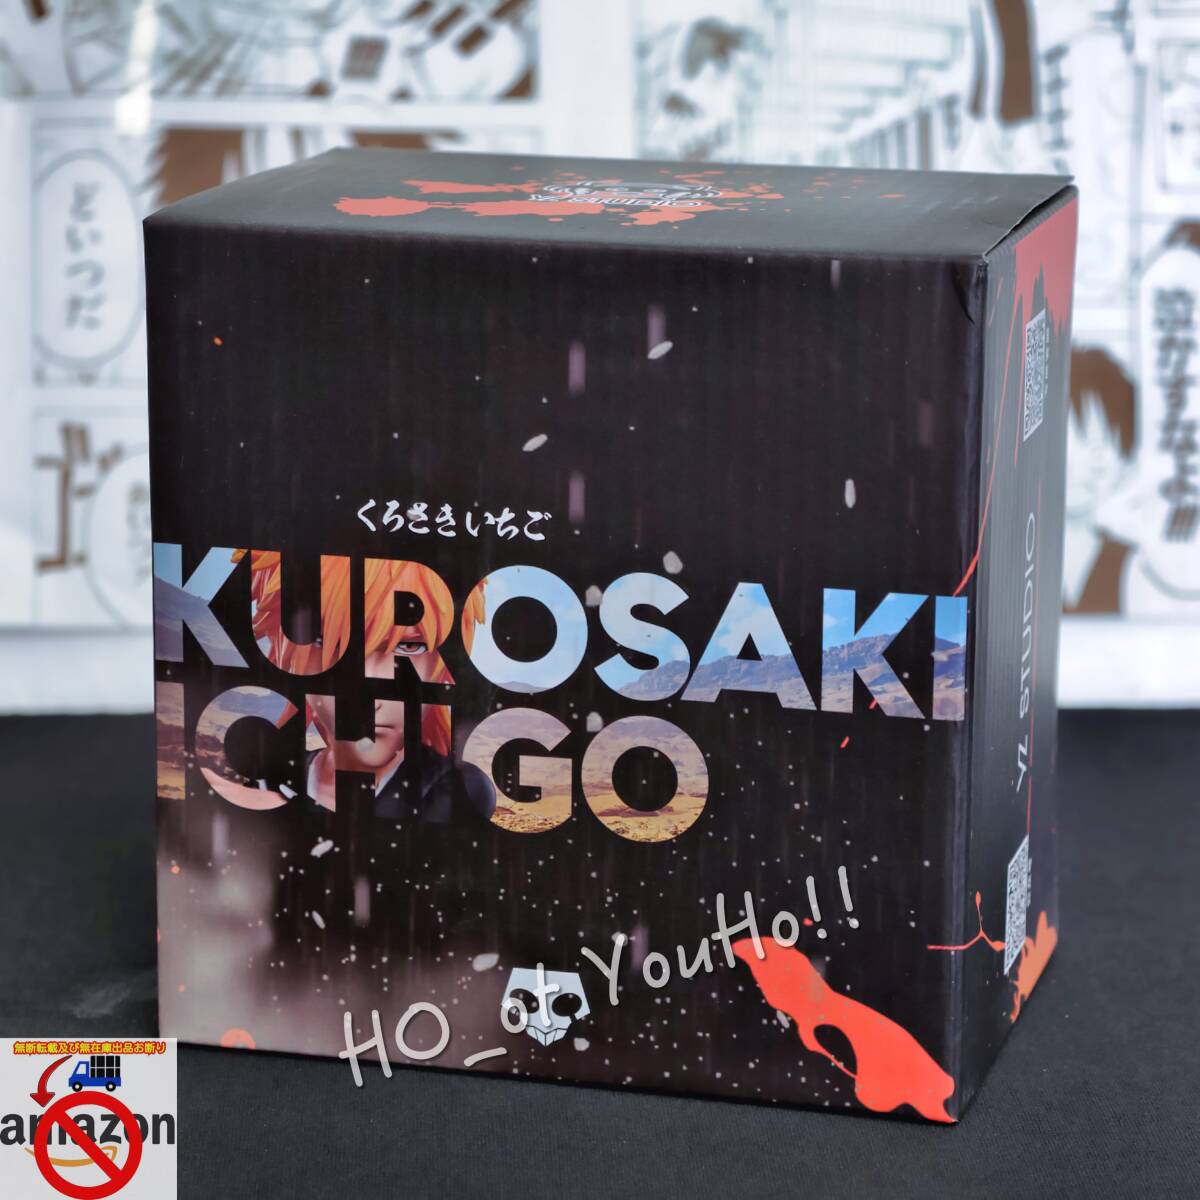 どいつだ
くろさきいちご
KUROSAKI
ICHIGO
STUDIO
HO_ot YouHo!!
無断転載及び無在庫出品お断り
amazon